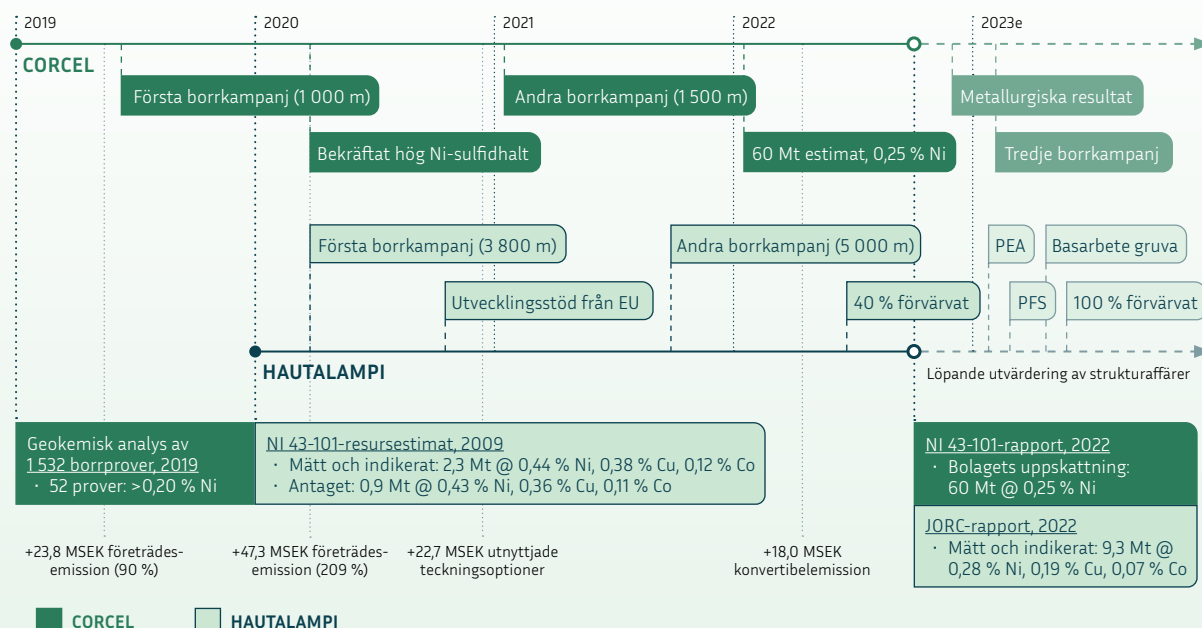 2019
2020
2021
2022
2023e
CORCEL
Första borrkampanj (1 000 m)
Andra borrkampanj (1 500 m)
Metallurgiska resultat
Bekräftat hög Ni-sulfidhalt
60 Mt estimat, 0,25 % Ni
Tredje borrkampanj
Första borrkampanj (3 800 m)
Andra borrkampanj (5 000 m)
PEA
Basarbete gruva
Utvecklingsstöd från EU
40 % förvärvat
PFS
100 % förvärvat
HAUTALAMPI
Löpande utvärdering av strukturaffärer
Geokemisk analys av
1 532 borrprover, 2019
· 52 prover: >0,20 % Ni
NI 43-101-resursestimat, 2009
· Mätt och indikerat: 2,3 Mt @ 0,44 % Ni, 0,38 % Cu, 0,12 % Co
· Antaget: 0,9 Mt @ 0,43 % Ni, 0,36 % Cu, 0,11 % Co
NI 43-101-rapport, 2022
· Bolagets uppskattning:
60 Mt @ 0,25 % Ni
JORC-rapport, 2022
· Mätt och indikerat: 9,3 Mt @
0,28 % Ni, 0,19 % Cu, 0,07 % Co
+23,8 MSEK företrädes-
emission (90 %)
+47,3 MSEK företrädes-
emission (209 %)
+22,7 MSEK utnyttjade
teckningsoptioner
+18,0 MSEK
konvertibelemission
CORCEL
HAUTALAMPI